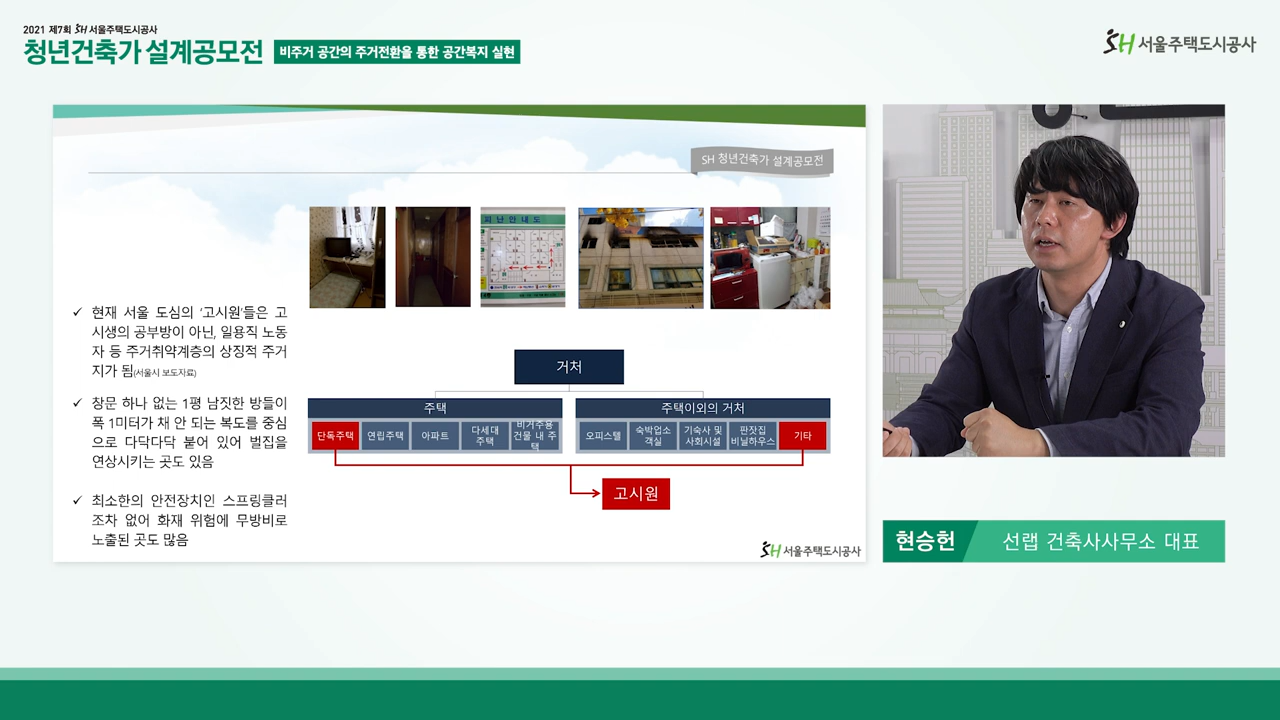 2021 제7회 SH 서울주택도시공사
청년건축가 설계공모전 비주거 공간의 주거전환을 통한 공간복지 실현
SH 서울주택도시공사
SH 청년건축가 설계공모전
피난안내도
✓ 현재 서울 도심의 '고시원'들은 고
시생의 공부방이 아닌, 일용직 노동
자 등 주거취약계층의 상징적 주거
지가 됨(서울시 보도자료)
✓ 창문 하나 없는 1평 남짓한 방들이
폭 1미터가 채 안 되는 복도를 중심
으로 다닥다닥 붙어 있어 벌집을
연상시키는 곳도 있음
✓ 최소한의 안전장치인 스프링클러
조차 없어 화재 위험에 무방비로
노출된 곳도 많음
거처
주택
주택이외의 거처
단독주택
연립주택
아파트
다세대
주택
비거주용
건물 내 주
택
오피스텔
숙박업소
객실
기숙사 및
사회시설
판잣집
비닐하우스
기타
고시원
SH 서울주택도시공사
현승헌 선랩 건축사사무소 대표